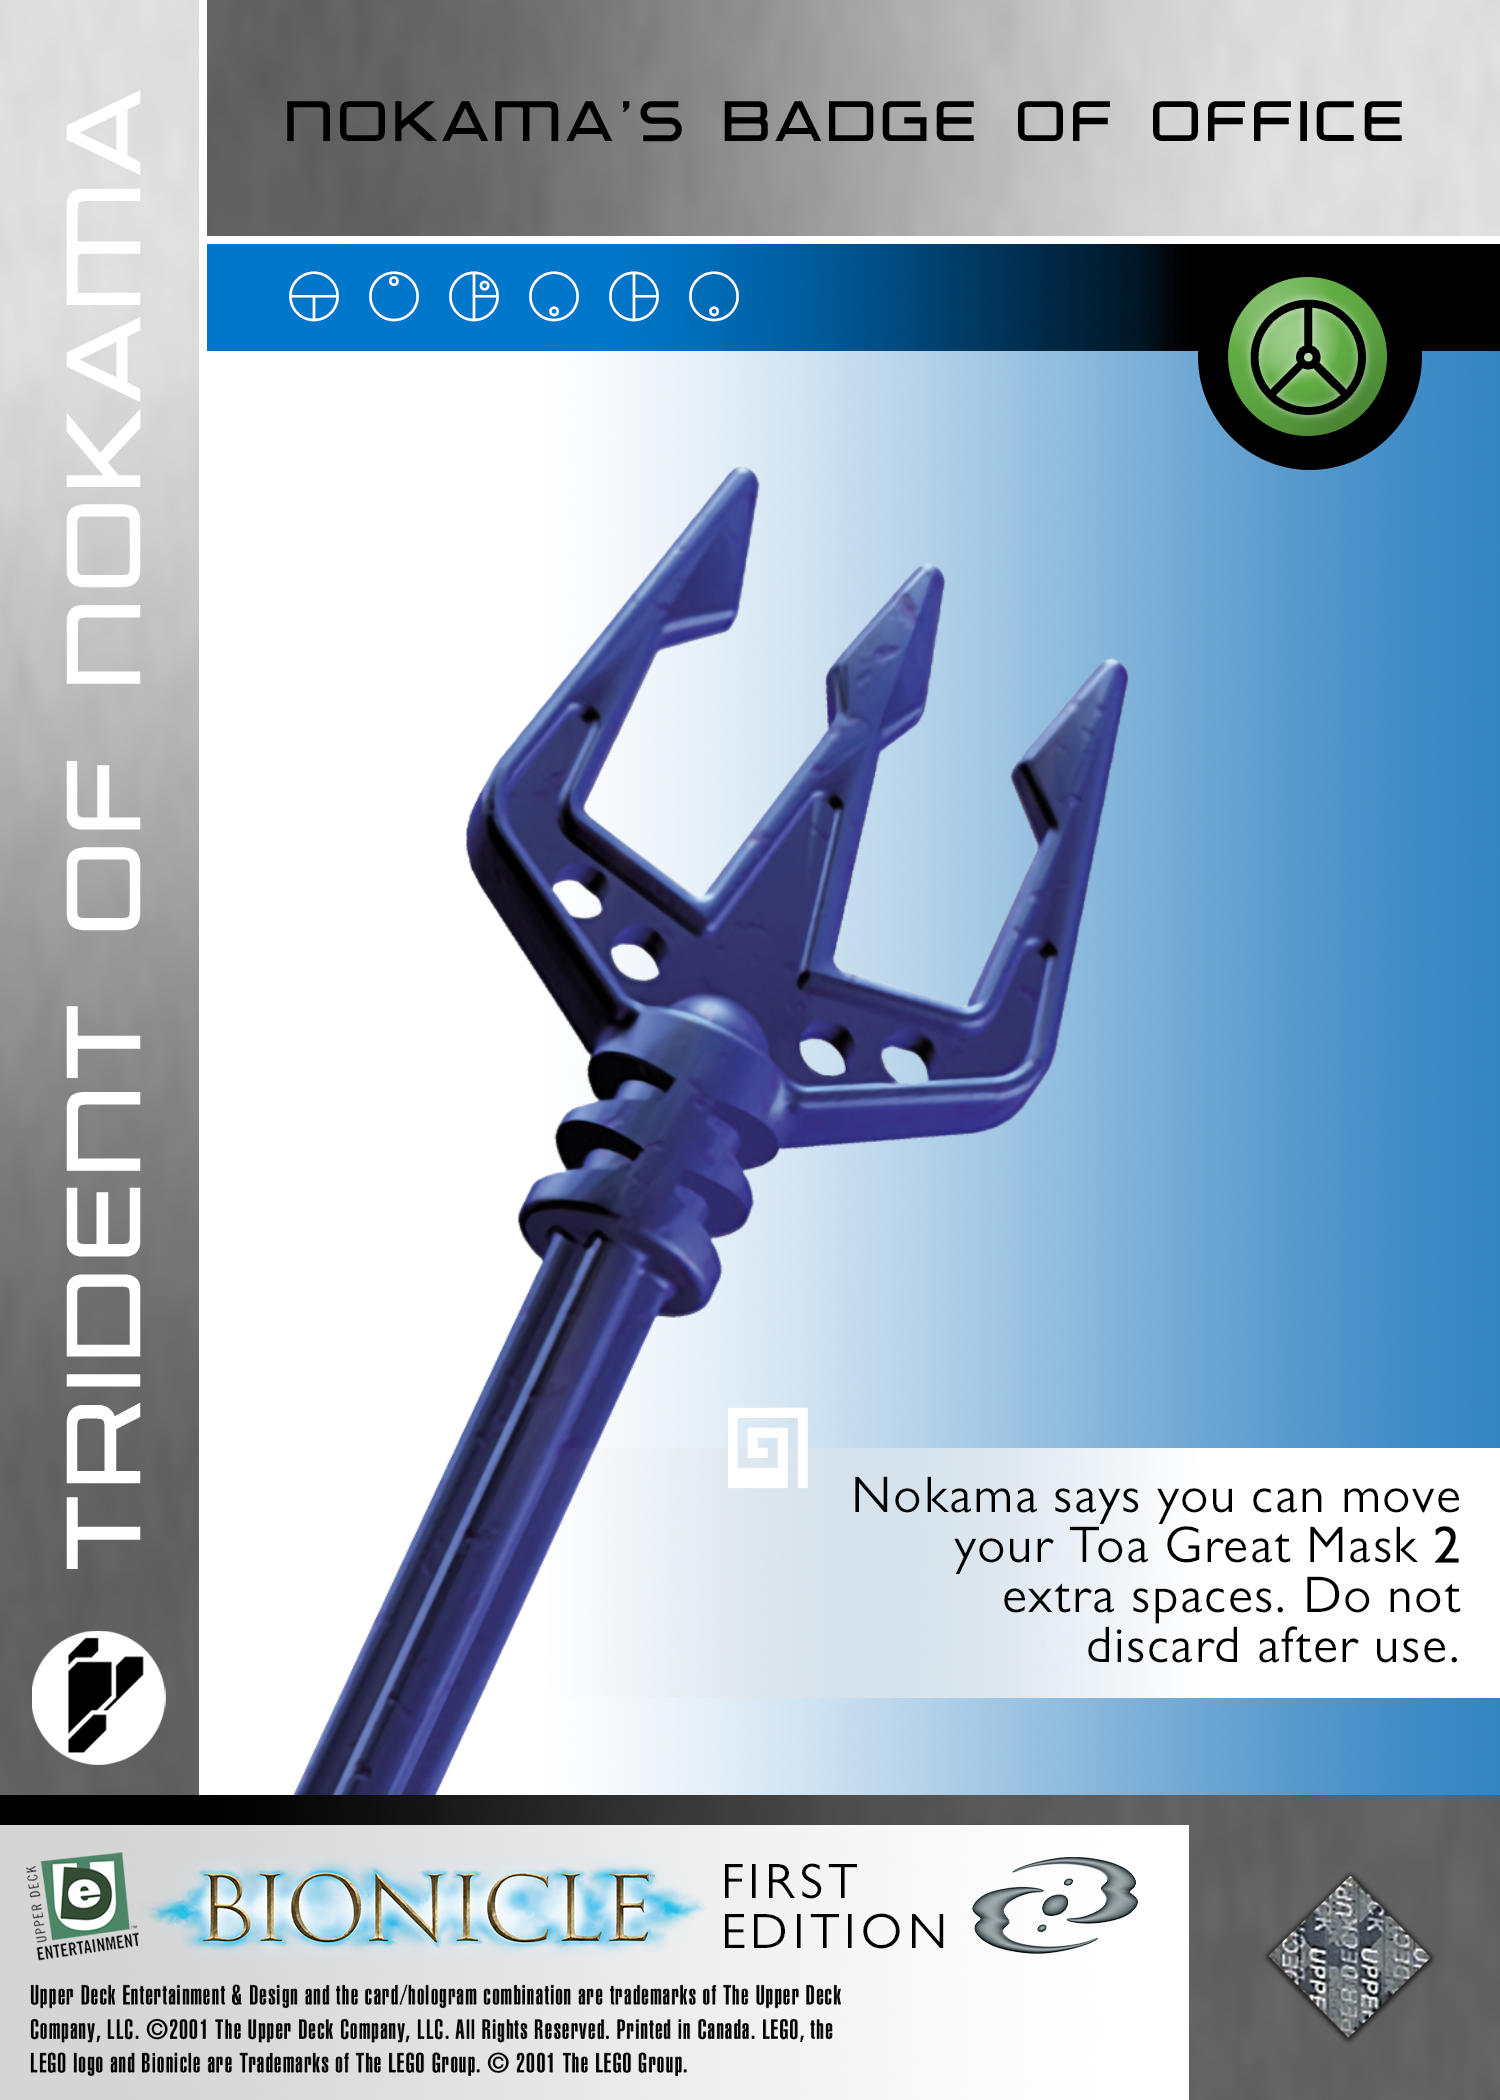 NOKAMA'S BADGE OF OFFICE
TRIDENT OF NOKAMA
Nokama says you can move
your Toa Great Mask 2
extra spaces. Do not
discard after use.
UPPER DECK
e
ENTERTAINMENT
BIONICLE
FIRST
EDITION
Upper Deck Entertainment & Design and the card/hologram combination are trademarks of The Upper Deck
Company, LLC. ©2001 The Upper Deck Company, LLC. All Rights Reserved. Printed in Canada. LEGO, the
LEGO logo and Bionicle are Trademarks of The LEGO Group. © 2001 The LEGO Group.